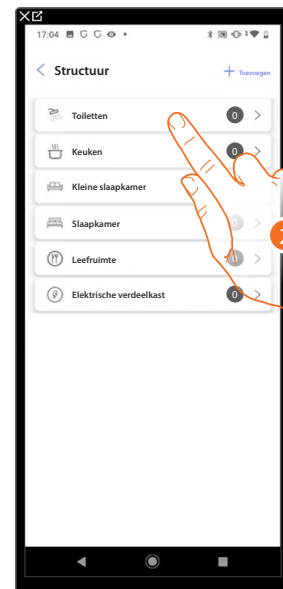 17:04
Structuur
Toevoegen
Toiletten 0
Keuken 0
Kleine slaapkamer
Slaapkamer
Leefruimte
Elektrische verdeelkast 0